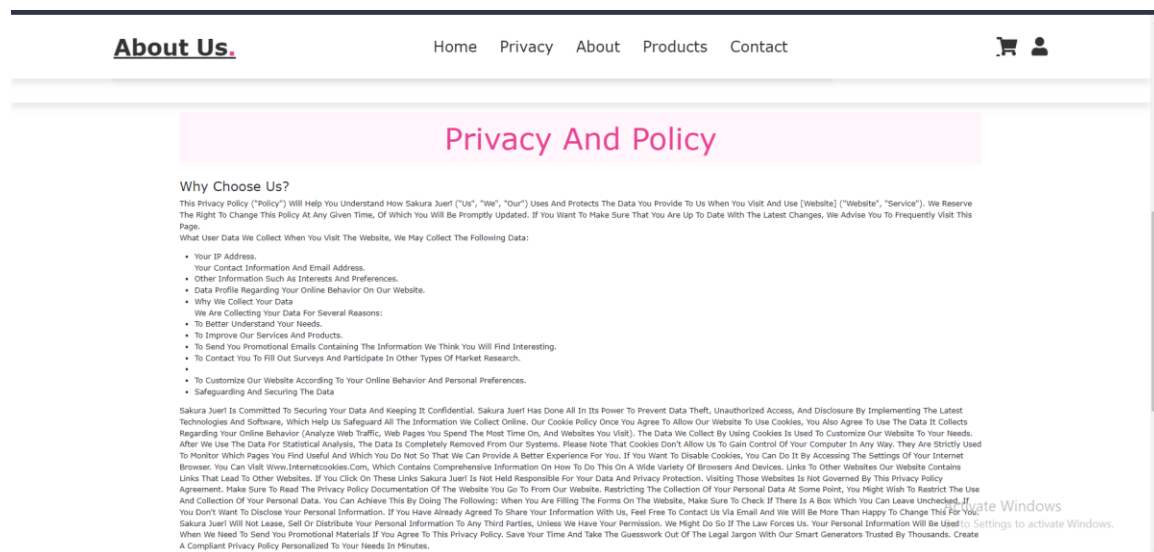 About Us.
Home Privacy About Products Contact
Privacy And Policy
Why Choose Us?
This Privacy Policy ("Policy") Will Help You Understand How Sakura Juerl ("Us", "We", "Our") Uses And Protects The Data You Provide To Us When You Visit And Use [Website] ("Website", "Service"). We Reserve
The Right To Change This Policy At Any Given Time, Of Which You Will Be Promptly Updated. If You Want To Make Sure That You Are Up To Date With The Latest Changes, We Advise You To Frequently Visit This
Page.
What User Data We Collect When You Visit The Website, We May Collect The Following Data:
• Your IP Address.
Your Contact Information And Email Address.
• Other Information Such As Interests And Preferences.
• Data Profile Regarding Your Online Behavior On Our Website.
• Why We Collect Your Data
We Are Collecting Your Data For Several Reasons:
• To Better Understand Your Needs.
• To Improve Our Services And Products.
• To Send You Promotional Emails Containing The Information We Think You Will Find Interesting.
• To Contact You To Fill Out Surveys And Participate In Other Types Of Market Research.
•
• To Customize Our Website According To Your Online Behavior And Personal Preferences.
• Safeguarding And Securing The Data
Sakura Juerl Is Committed To Securing Your Data And Keeping It Confidential. Sakura Juerl Has Done All In Its Power To Prevent Data Theft, Unauthorized Access, And Disclosure By Implementing The Latest
Technologies And Software, Which Help Us Safeguard All The Information We Collect Online. Our Cookie Policy Once You Agree To Allow Our Website To Use Cookies, You Also Agree To Use The Data It Collects
Regarding Your Online Behavior (Analyze Web Traffic, Web Pages You Spend The Most Time On, And Websites You Visit). The Data We Collect By Using Cookies Is Used To Customize Our Website To Your Needs.
After We Use The Data For Statistical Analysis, The Data Is Completely Removed From Our Systems. Please Note That Cookies Don't Allow Us To Gain Control Of Your Computer In Any Way. They Are Strictly Used
To Monitor Which Pages You Find Useful And Which You Do Not So That We Can Provide A Better Experience For You. If You Want To Disable Cookies, You Can Do It By Accessing The Settings Of Your Internet
Browser. You Can Visit Www.Internetcookies.Com, Which Contains Comprehensive Information On How To Do This On A Wide Variety Of Browsers And Devices. Links To Other Websites Our Website Contains
Links That Lead To Other Websites. If You Click On These Links Sakura Juerl Is Not Held Responsible For Your Data And Privacy Protection. Visiting Those Websites Is Not Governed By This Privacy Policy
Agreement. Make Sure To Read The Privacy Policy Documentation Of The Website You Go To From Our Website. Restricting The Collection Of Your Personal Data At Some Point, You Might Wish To Restrict The Use
And Collection Of Your Personal Data. You Can Achieve This By Doing The Following: When You Are Filling The Forms On The Website, Make Sure To Check If There Is A Box Which You Can Leave Unchecked, If
You Don't Want To Disclose Your Personal Information. If You Have Already Agreed To Share Your Information With Us, Feel Free To Contact Us Via Email And We Will Be More Than Happy To Change This For You.
Sakura Juerl Will Not Lease, Sell Or Distribute Your Personal Information To Any Third Parties, Unless We Have Your Permission. We Might Do So If The Law Forces Us. Your Personal Information Will Be Used
When We Need To Send You Promotional Materials If You Agree To This Privacy Policy. Save Your Time And Take The Guesswork Out Of The Legal Jargon With Our Smart Generators Trusted By Thousands. Create
A Compliant Privacy Policy Personalized To Your Needs In Minutes.
Activate Windows
Go to Settings to activate Windows.